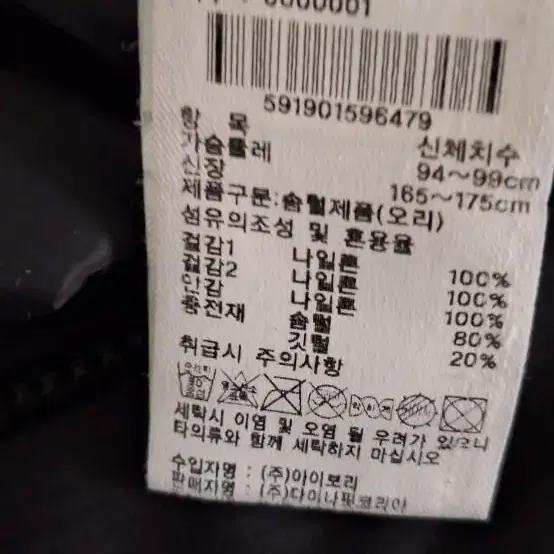 0000001
591901596479
항 목 신체치수
가슴둘레 94~99cm
신장 165~175cm
제품구분:솜털제품(오리)
섬유의조성 및 혼용율
겉감1 나일론 100%
겉감2 나일론 100%
안감 나일론 100%
충전재 솜털 80%
깃털 20%
취급시 주의사항
세탁시 이염 및 오염 될 우려가 있으니
타의류와 함께 세탁하지 마십시오
수입자명 : (주)아이보리
판매자명 : (주)다이나핏코리아